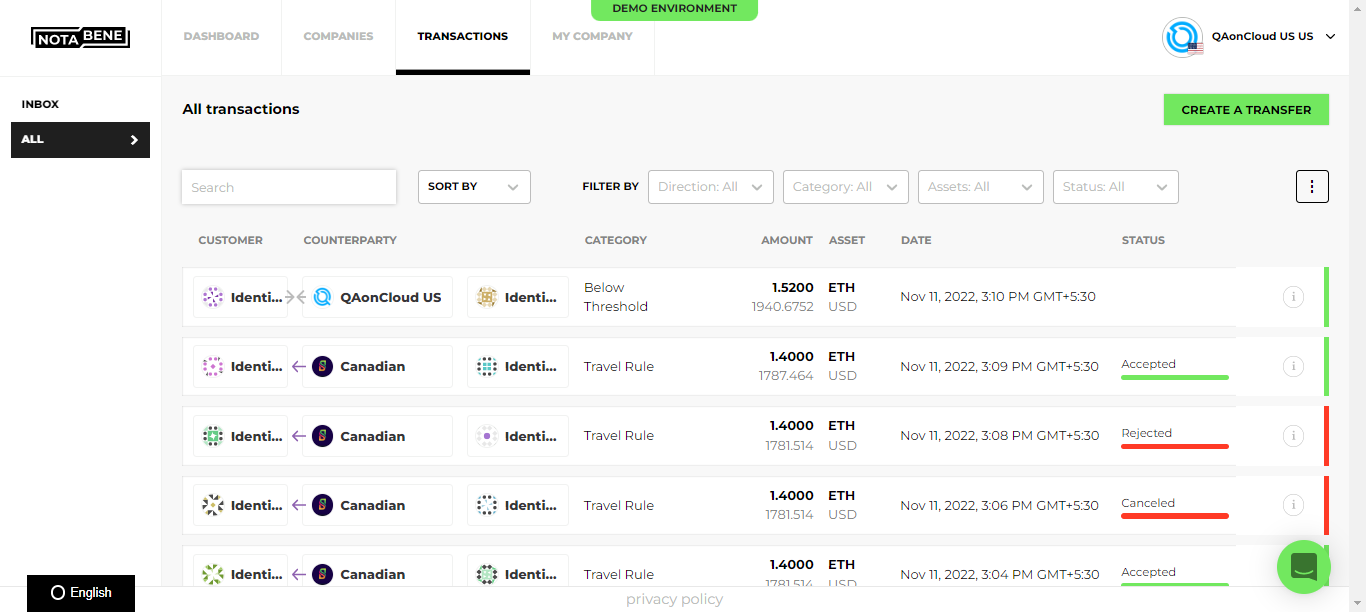 DEMO ENVIRONMENT
NOTA BENE
DASHBOARD
COMPANIES
TRANSACTIONS
MY COMPANY
QAonCloud US US
INBOX
ALL
All transactions
CREATE A TRANSFER
Search
SORT BY
FILTER BY
Direction: All
Category: All
Assets: All
Status: All
CUSTOMER COUNTERPARTY CATEGORY AMOUNT ASSET DATE STATUS
Identi... QAonCloud US Identi... Below Threshold 1.5200 ETH Nov 11, 2022, 3:10 PM GMT+5:30
1940.6752 USD
Identi... Canadian Identi... Travel Rule 1.4000 ETH Nov 11, 2022, 3:09 PM GMT+5:30 Accepted
1787.464 USD
Identi... Canadian Identi... Travel Rule 1.4000 ETH Nov 11, 2022, 3:08 PM GMT+5:30 Rejected
1781.514 USD
Identi... Canadian Identi... Travel Rule 1.4000 ETH Nov 11, 2022, 3:06 PM GMT+5:30 Canceled
1781.514 USD
Identi... Canadian Identi... Travel Rule 1.4000 ETH Nov 11, 2022, 3:04 PM GMT+5:30 Accepted
1781.514 USD
English
privacy policy